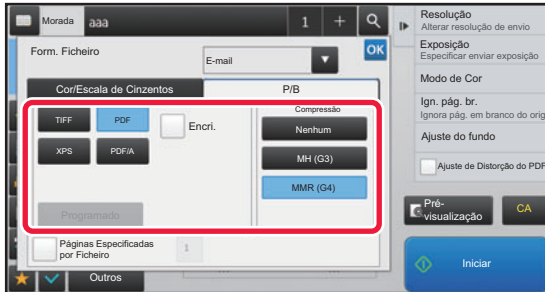 Morada aaa 1 +
Form. Ficheiro
E-mail
OK
Cor/Escala de Cinzentos
P/B
TIFF
PDF
Encri.
XPS
PDF/A
Programado
Compressão
Nenhum
MH (G3)
MMR (G4)
Páginas Especificadas
por Ficheiro
1
Outros
Resolução
Alterar resolução de envio
Exposição
Especificar enviar exposição
Modo de Cor
Ign. pág. br.
Ignora pág. em branco do orig
Ajuste do fundo
Ajuste de Distorção do PDF
Pré-
visualização
CA
Iniciar